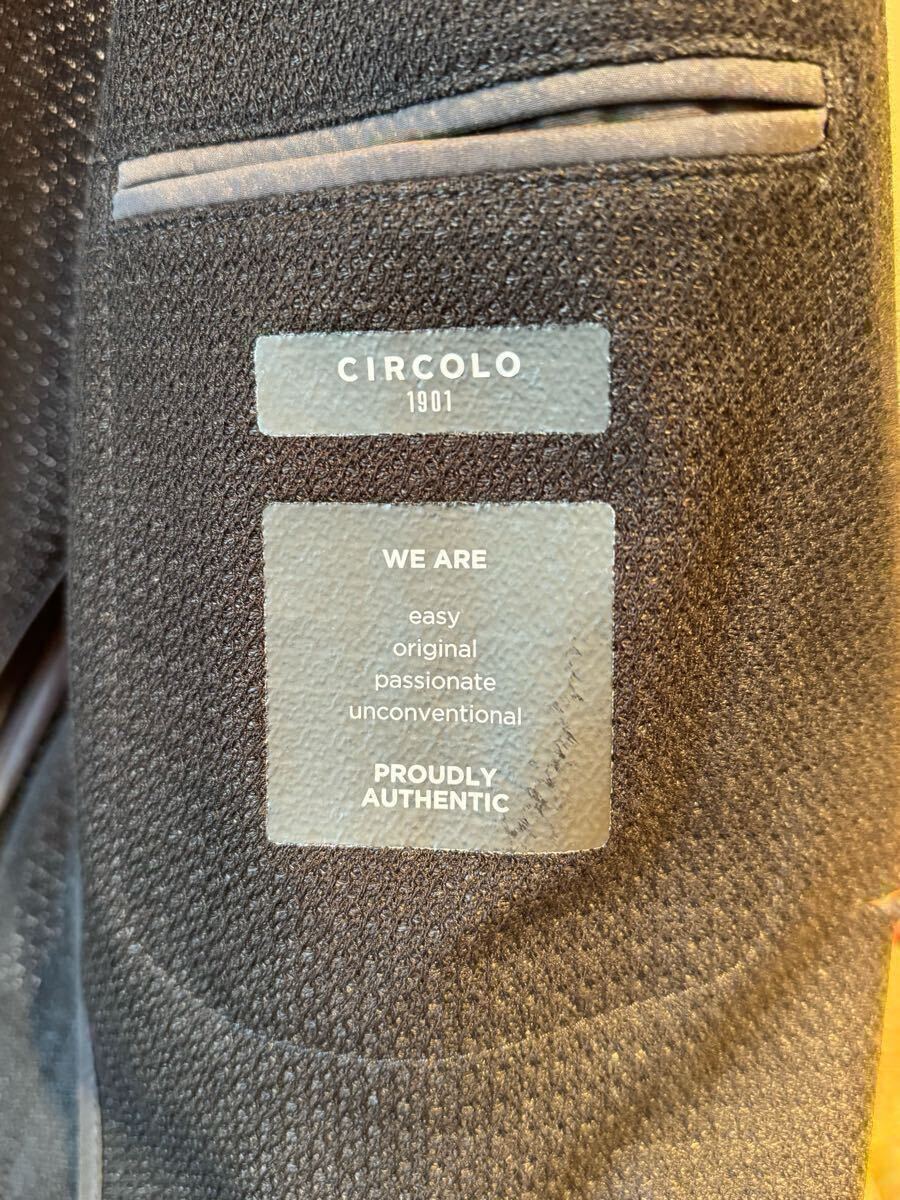 CIRCOLO
1901
WE ARE
easy
original
passionate
unconventional
PROUDLY
AUTHENTIC